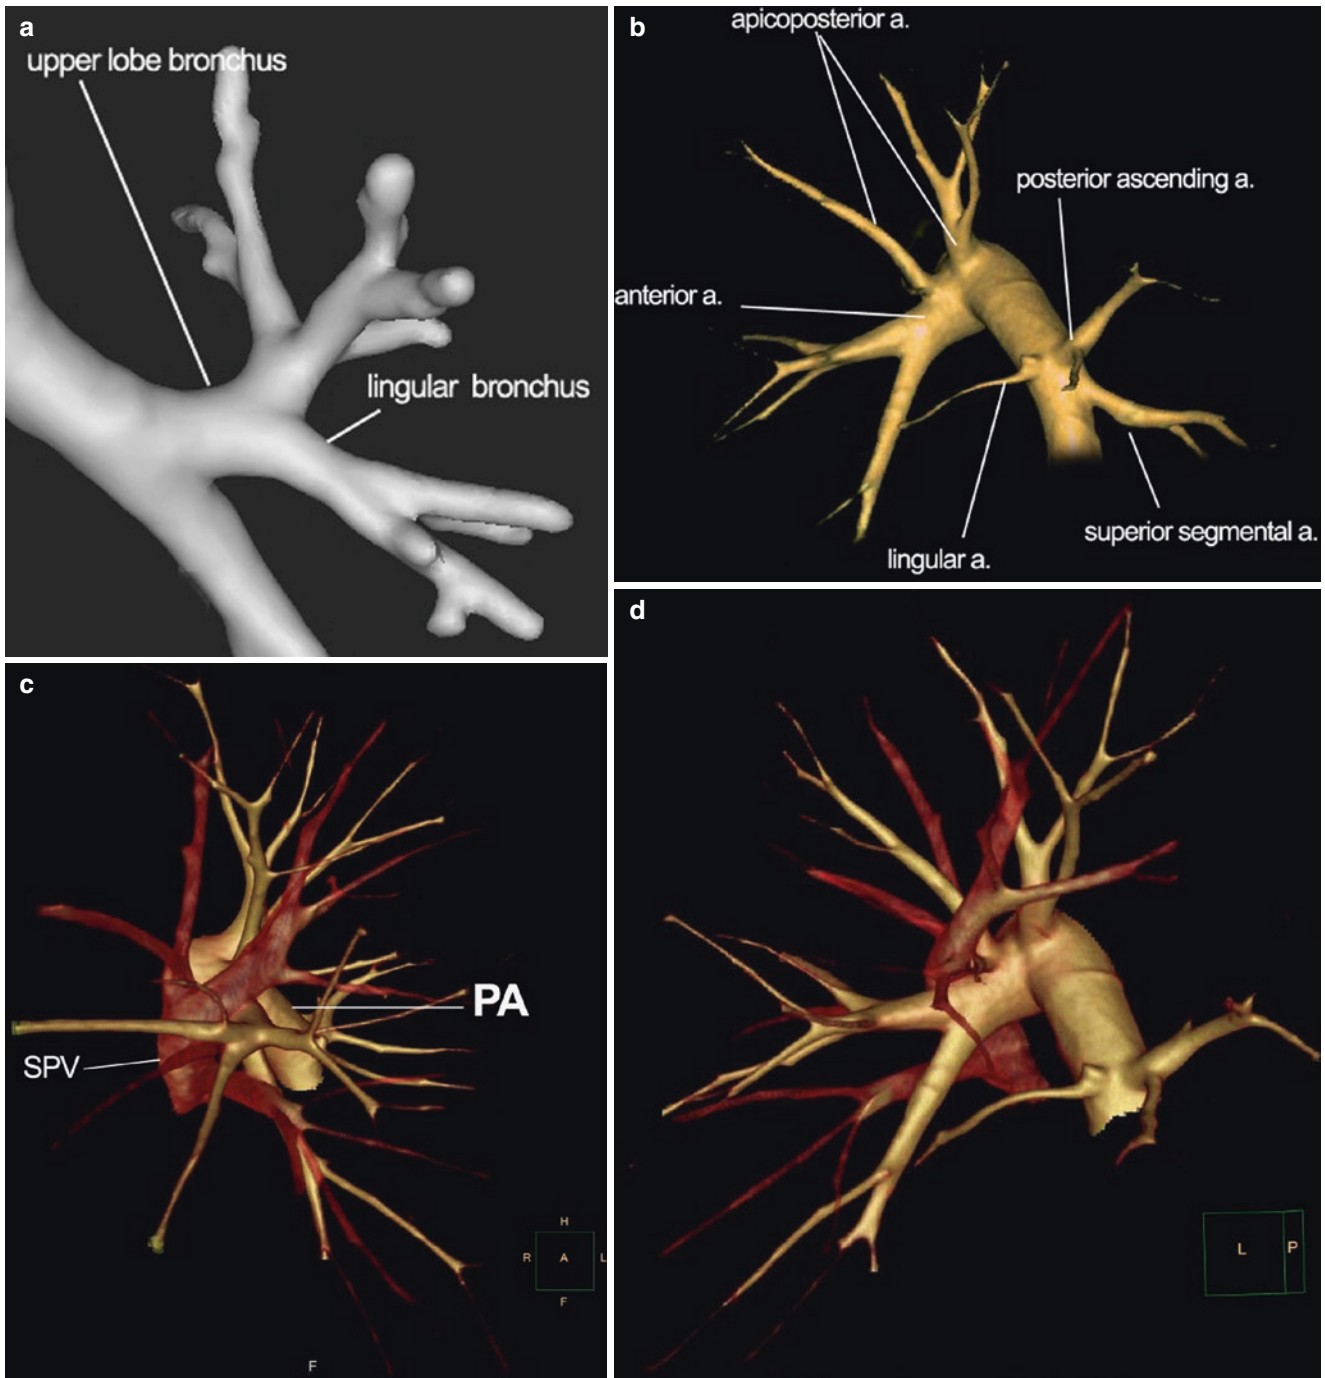 a
upper lobe bronchus
lingular bronchus
b
apicoposterior a.
posterior ascending a.
anterior a.
superior segmental a.
lingular a.
c
PA
SPV
H
R A L
F
F
d
L P